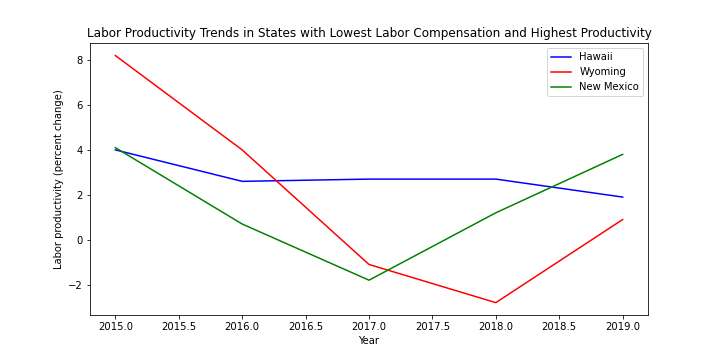 Labor Productivity Trends in States with Lowest Labor Compensation and Highest Productivity
Hawaii
Wyoming
New Mexico
Labor productivity (percent change)
8
6
4
2
0
−2
2015.0 2015.5 2016.0 2016.5 2017.0 2017.5 2018.0 2018.5 2019.0
Year